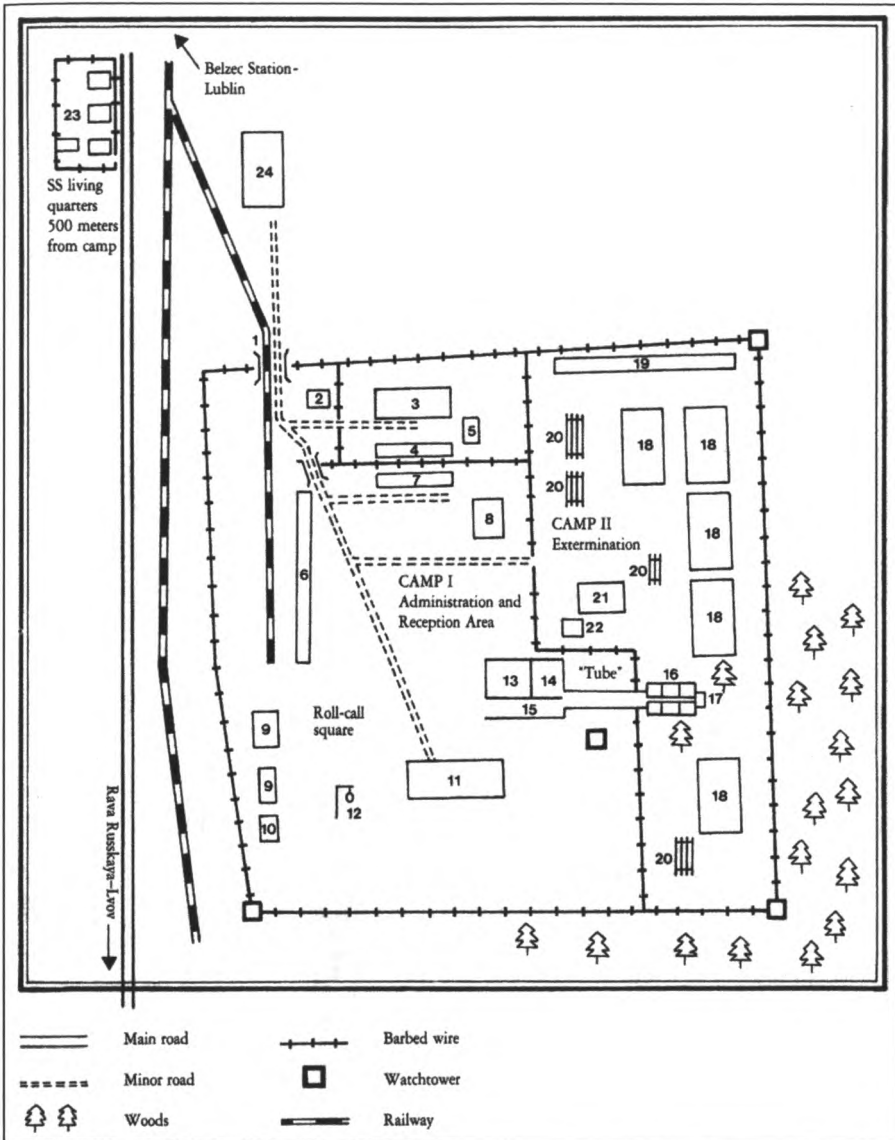 Belzec Station-
Lublin
23
24
SS living
quarters
500 meters
from camp
1
2
3
19
5
20
18
18
4
7
20
8
CAMP II
Extermination
18
6
20
CAMP I
Administration and
Reception Area
21
18
22
"Tube"
13
14
16
17
15
Roll-call
square
9
11
18
9
12
10
20
Rava Russkaya–Lvov
Main road
Barbed wire
Minor road
Watchtower
Woods
Railway